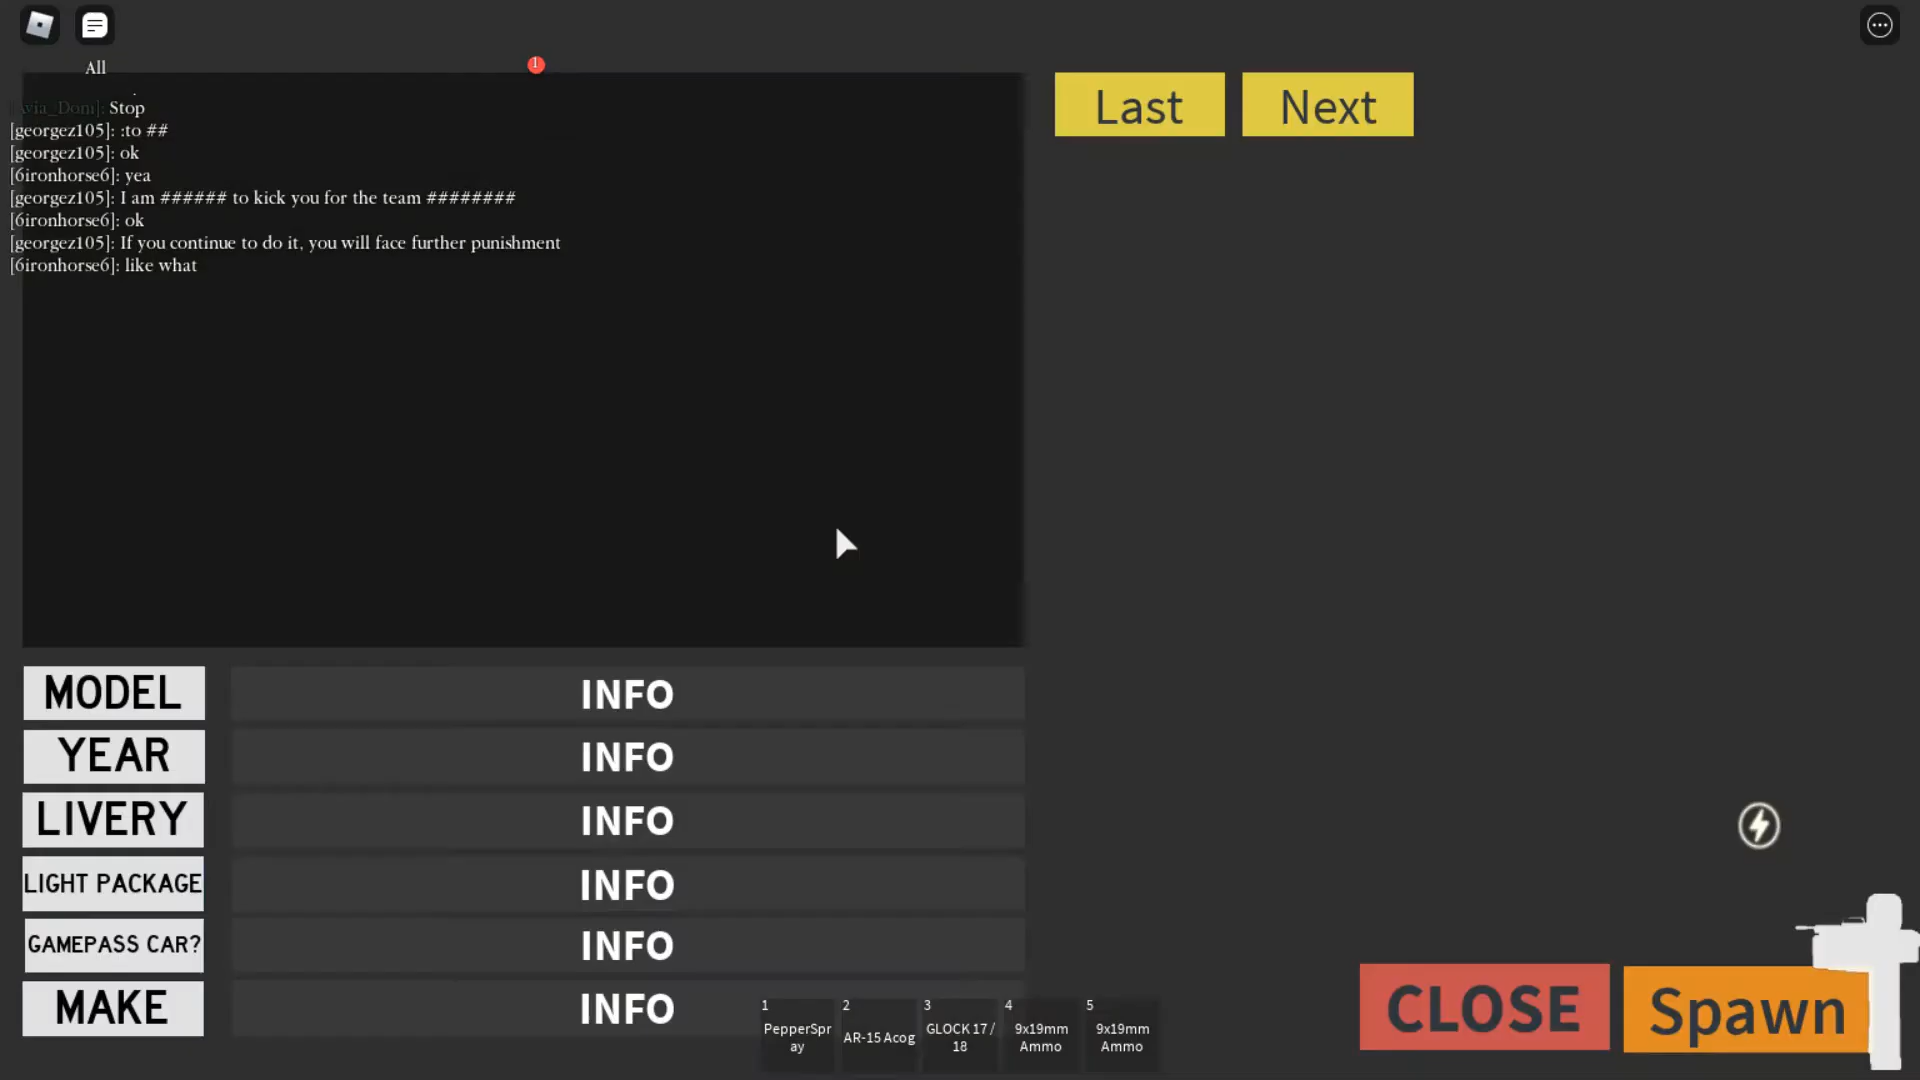 All
1
[Avia_Dom]: Stop
[georgez105]: :to ##
[georgez105]: ok
[6ironhorse6]: yea
[georgez105]: I am ###### to kick you for the team ########
[6ironhorse6]: ok
[georgez105]: If you continue to do it, you will face further punishment
[6ironhorse6]: like what
Last
Next
MODEL
INFO
YEAR
INFO
LIVERY
INFO
LIGHT PACKAGE
INFO
GAMEPASS CAR?
INFO
MAKE
INFO
1
PepperSpr
ay
2
AR-15 Acog
3
GLOCK 17 /
18
4
9x19mm
Ammo
5
9x19mm
Ammo
CLOSE
Spawn